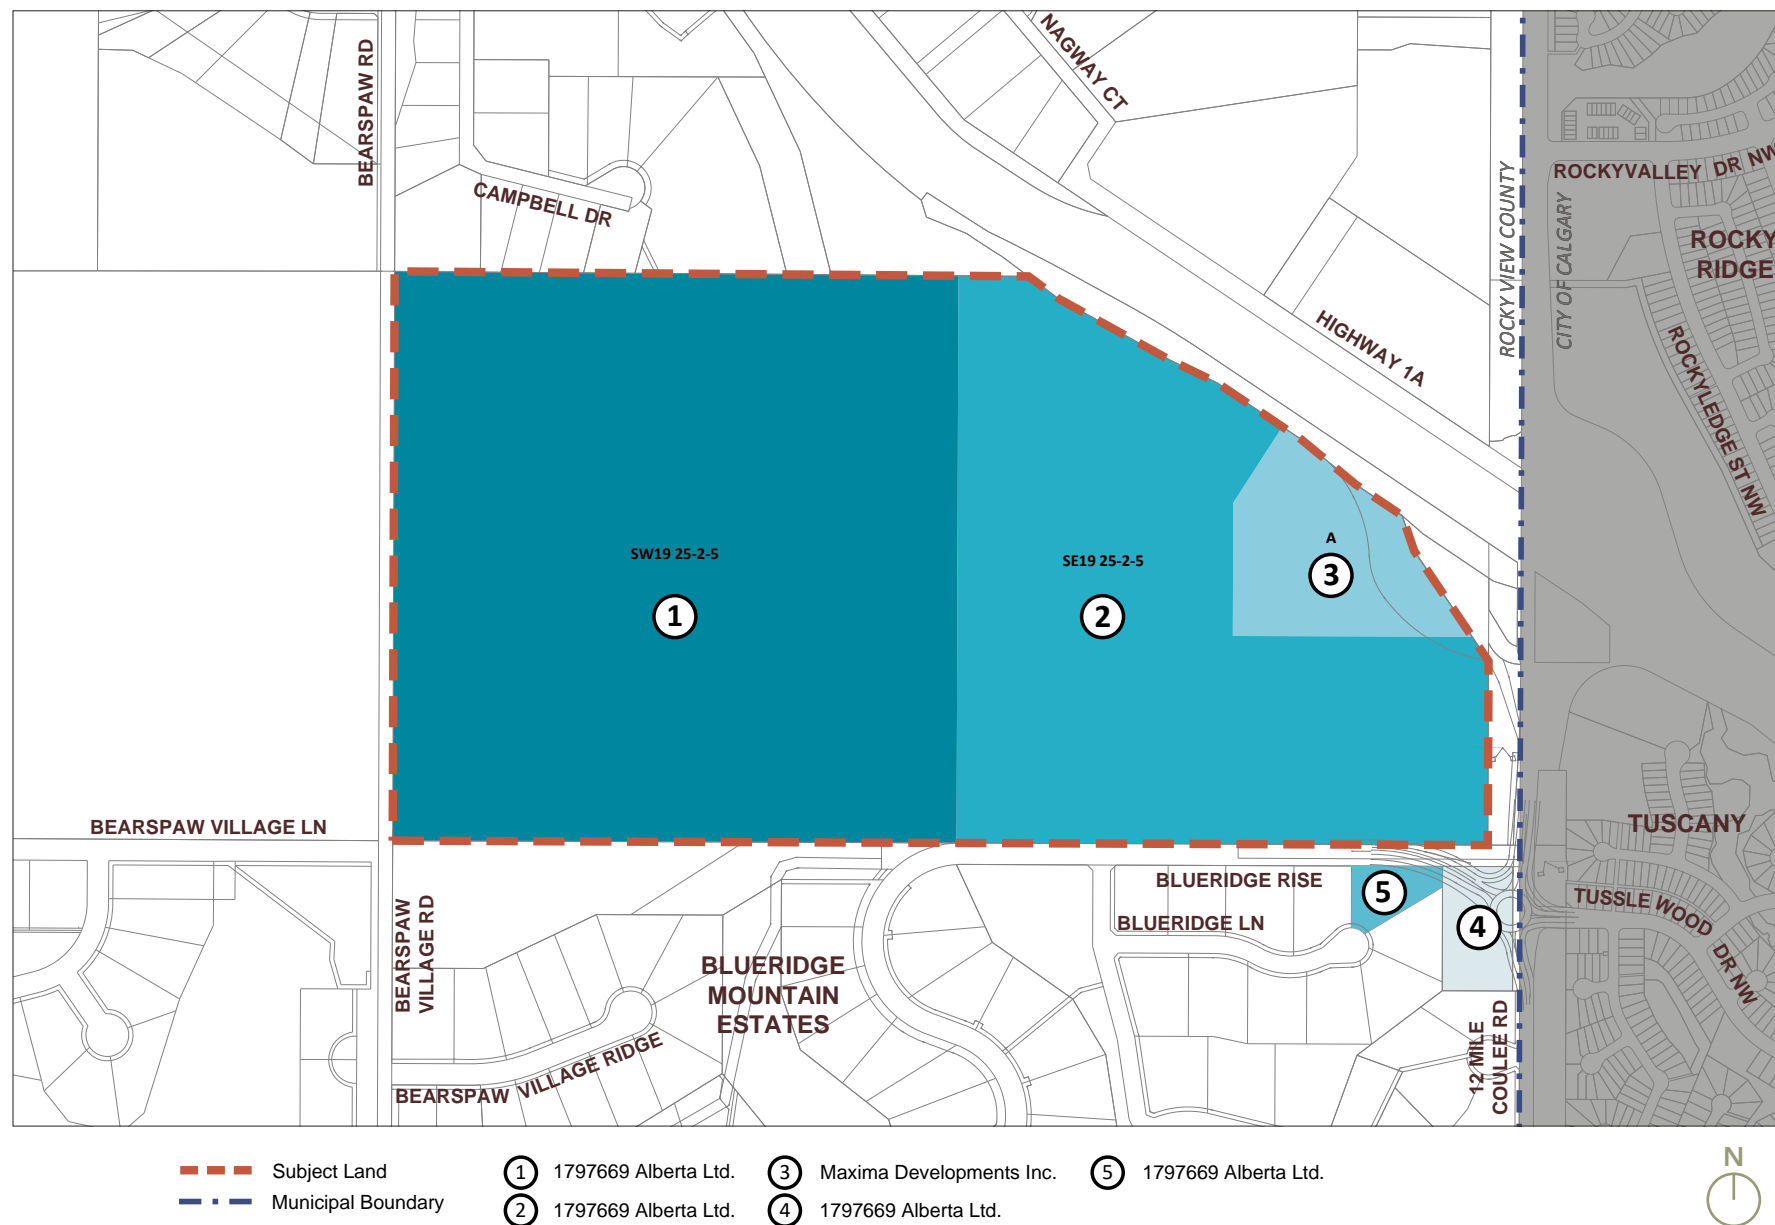 BEARSPAW RD
NAGWAY CT
CAMPBELL DR
ROCKYVALLEY DR NW
ROCKY VIEW COUNTY
CITY OF CALGARY
ROCKY
RIDGE
HIGHWAY 1A
ROCKYLEDGE ST NW
SW19 25-2-5
1
SE19 25-2-5
2
A
3
BEARSPAW VILLAGE LN
TUSCANY
BLUERIDGE RISE
5
BLUERIDGE LN
4
TUSSLE WOOD DR NW
BEARSPAW
VILLAGE RD
BLUERIDGE
MOUNTAIN
ESTATES
BEARSPAW VILLAGE RIDGE
12 MILE
COULEE RD
Subject Land
Municipal Boundary
1 1797669 Alberta Ltd.
2 1797669 Alberta Ltd.
3 Maxima Developments Inc.
4 1797669 Alberta Ltd.
5 1797669 Alberta Ltd.
N